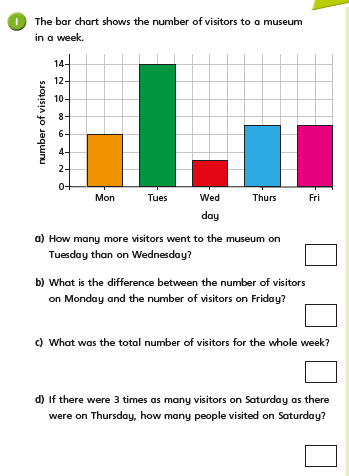 1 The bar chart shows the number of visitors to a museum
in a week.
number of visitors
14
12
10
8
6
4
2
0
Mon Tues Wed Thurs Fri
day
a) How many more visitors went to the museum on
Tuesday than on Wednesday?
b) What is the difference between the number of visitors
on Monday and the number of visitors on Friday?
c) What was the total number of visitors for the whole week?
d) If there were 3 times as many visitors on Saturday as there
were on Thursday, how many people visited on Saturday?